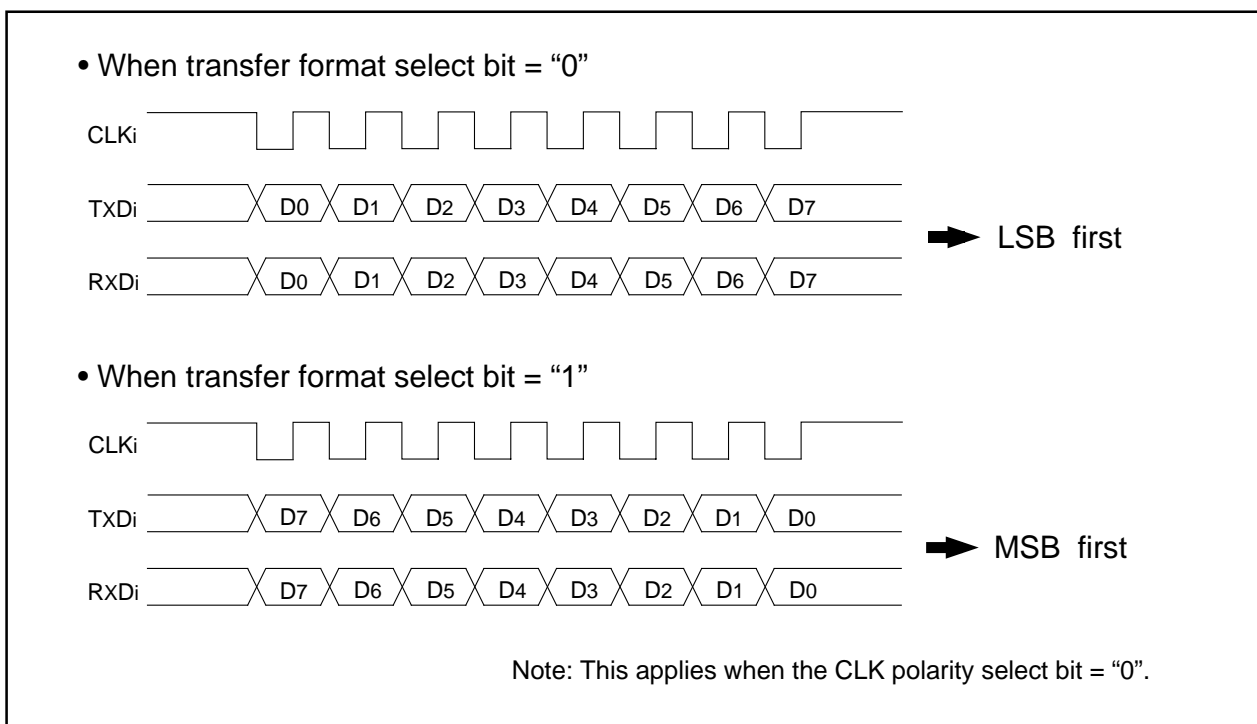 • When transfer format select bit = “0”
CLKi
TXDi D0 D1 D2 D3 D4 D5 D6 D7
LSB first
RXDi D0 D1 D2 D3 D4 D5 D6 D7
• When transfer format select bit = “1”
CLKi
TXDi D7 D6 D5 D4 D3 D2 D1 D0
MSB first
RXDi D7 D6 D5 D4 D3 D2 D1 D0
Note: This applies when the CLK polarity select bit = “0”.